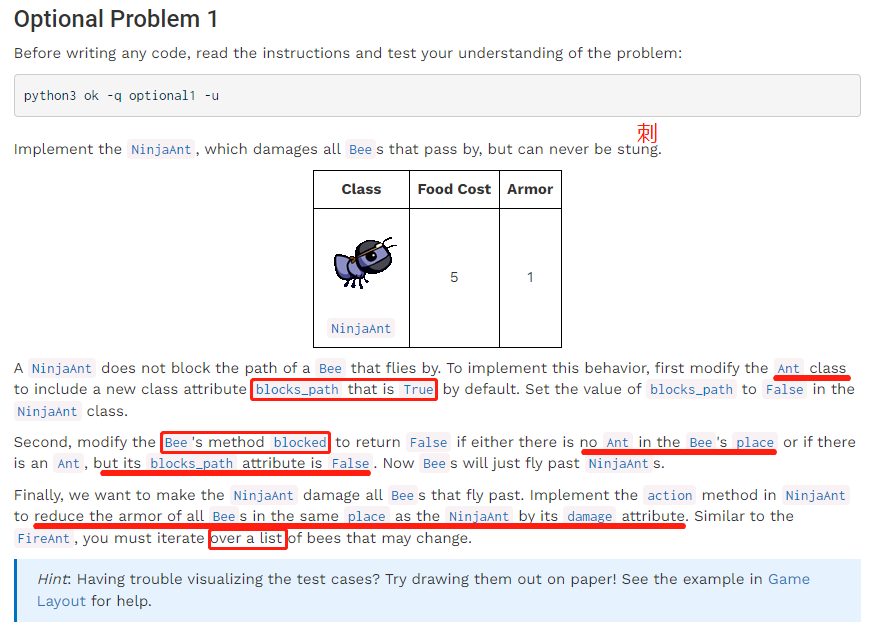 Optional Problem 1
Before writing any code, read the instructions and test your understanding of the problem:
python3 ok -q optional1 -u
刺
Implement the NinjaAnt, which damages all Bees that pass by, but can never be stung.
Class Food Cost Armor
5 1
NinjaAnt
A NinjaAnt does not block the path of a Bee that flies by. To implement this behavior, first modify the Ant class
to include a new class attribute blocks_path that is True by default. Set the value of blocks_path to False in the
NinjaAnt class.
Second, modify the Bee's method blocked to return False if either there is no Ant in the Bee's place or if there
is an Ant, but its blocks_path attribute is False. Now Bees will just fly past NinjaAnts.
Finally, we want to make the NinjaAnt damage all Bees that fly past. Implement the action method in NinjaAnt
to reduce the armor of all Bees in the same place as the NinjaAnt by its damage attribute. Similar to the
FireAnt, you must iterate over a list of bees that may change.
Hint: Having trouble visualizing the test cases? Try drawing them out on paper! See the example in Game
Layout for help.